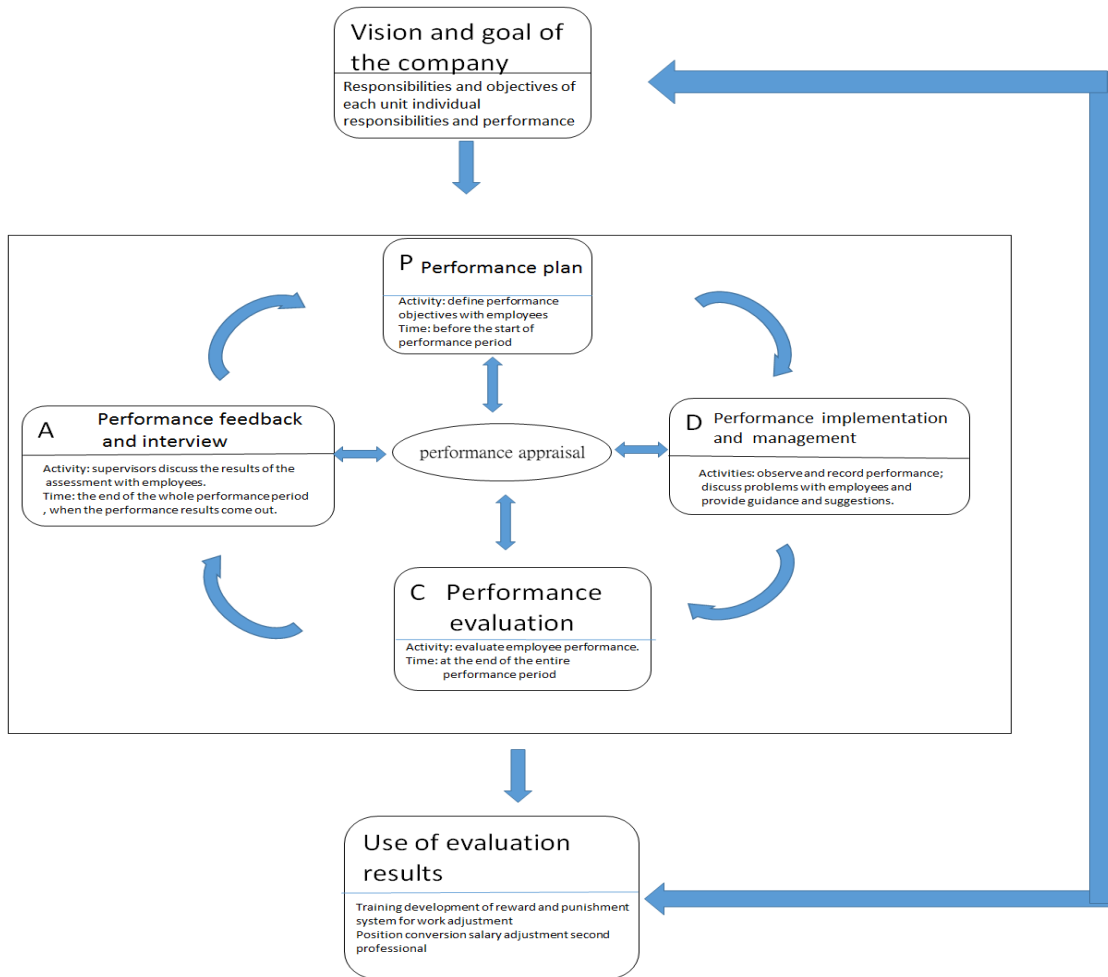 Vision and goal of
the company
Responsibilities and objectives of
each unit individual
responsibilities and performance
P Performance plan
Activity: define performance
objectives with employees
Time: before the start of
performance period
A Performance feedback
and interview
Activity: supervisors discuss the results of the
assessment with employees.
Time: the end of the whole performance period
, when the performance results come out.
performance appraisal
D Performance implementation
and management
Activities: observe and record performance;
discuss problems with employees and
provide guidance and suggestions.
C Performance
evaluation
Activity: evaluate employee performance.
Time: at the end of the entire
performance period
Use of evaluation
results
Training development of reward and punishment
system for work adjustment
Position conversion salary adjustment second
professional